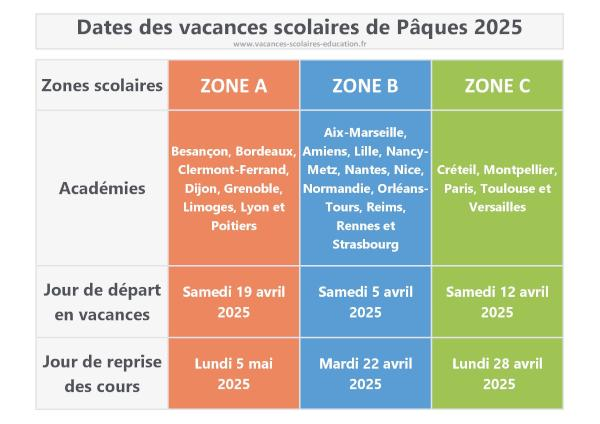 Dates des vacances scolaires de Pâques 2025
www.vacances-scolaires-education.fr
Zones scolaires
ZONE A
ZONE B
ZONE C
Académies
Besançon, Bordeaux,
Clermont-Ferrand,
Dijon, Grenoble,
Limoges, Lyon et
Poitiers
Aix-Marseille,
Amiens, Lille, Nancy-
Metz, Nantes, Nice,
Normandie, Orléans-
Tours, Reims,
Rennes et
Strasbourg
Créteil, Montpellier,
Paris, Toulouse et
Versailles
Jour de départ
en vacances
Samedi 19 avril
2025
Samedi 5 avril
2025
Samedi 12 avril
2025
Jour de reprise
des cours
Lundi 5 mai
2025
Mardi 22 avril
2025
Lundi 28 avril
2025